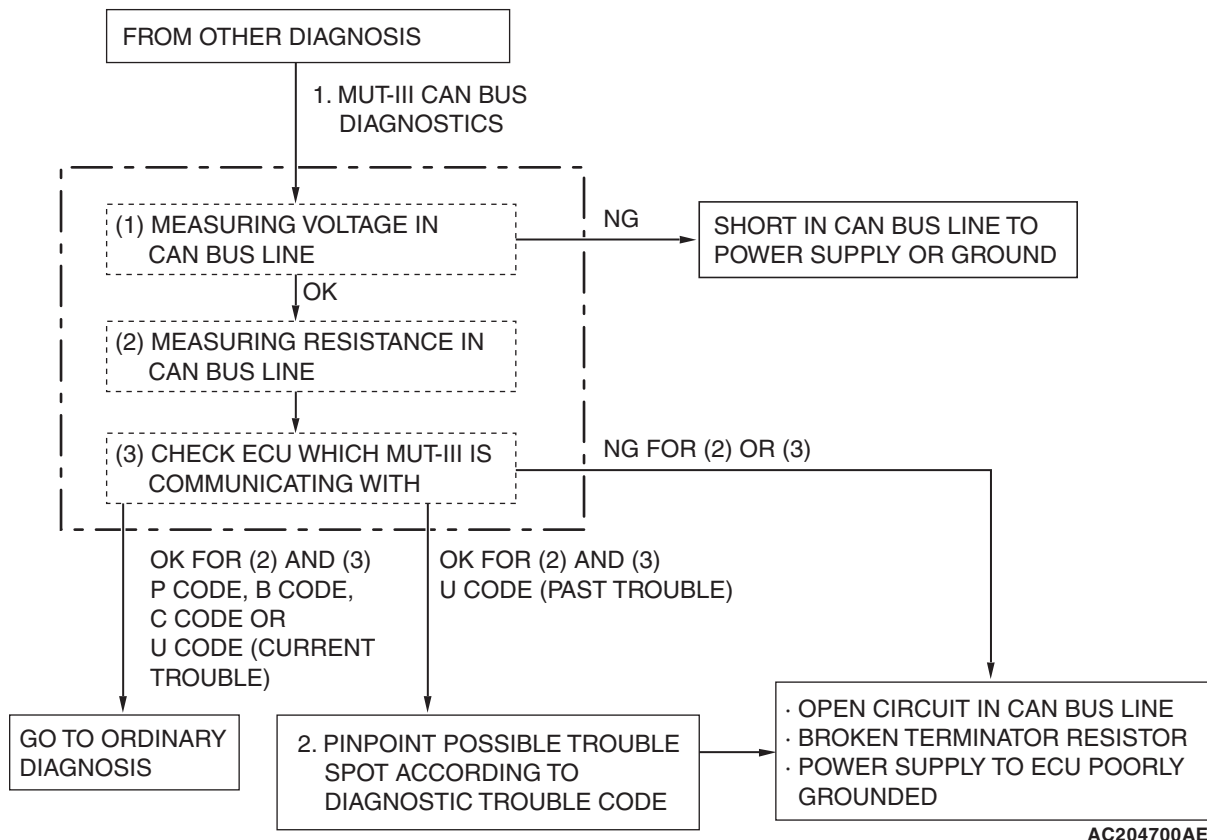 FROM OTHER DIAGNOSIS
1. MUT-III CAN BUS
DIAGNOSTICS
(1) MEASURING VOLTAGE IN
CAN BUS LINE
NG
SHORT IN CAN BUS LINE TO
POWER SUPPLY OR GROUND
OK
(2) MEASURING RESISTANCE IN
CAN BUS LINE
(3) CHECK ECU WHICH MUT-III IS
COMMUNICATING WITH
NG FOR (2) OR (3)
OK FOR (2) AND (3)
P CODE, B CODE,
C CODE OR
U CODE (CURRENT
TROUBLE)
OK FOR (2) AND (3)
U CODE (PAST TROUBLE)
GO TO ORDINARY
DIAGNOSIS
2. PINPOINT POSSIBLE TROUBLE
SPOT ACCORDING TO
DIAGNOSTIC TROUBLE CODE
· OPEN CIRCUIT IN CAN BUS LINE
· BROKEN TERMINATOR RESISTOR
· POWER SUPPLY TO ECU POORLY
GROUNDED
AC204700AE